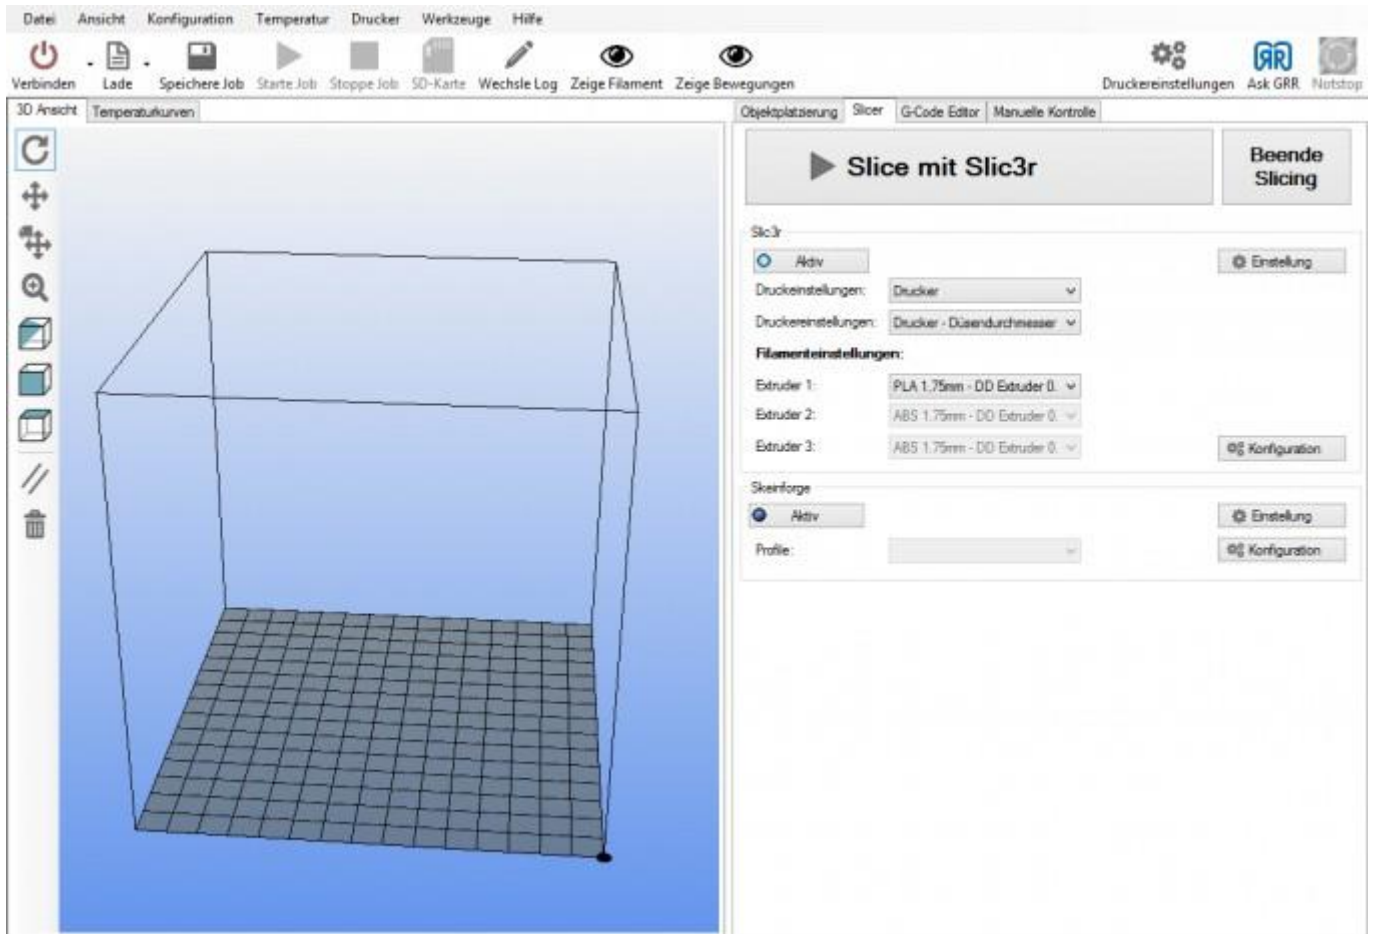 Datei Ansicht Konfiguration Temperatur Drucker Werkzeuge Hilfe
Verbinden Lade Speichere Job Starte Job Stoppe Job SD-Karte Wechsle Log Zeige Filament Zeige Bewegungen Druckereinstellungen Ask GRR Notstop
3D Ansicht Temperaturkurven Objektplatzierung Slicer G-Code Editor Manuelle Kontrolle
Slice mit Slic3r
Beende
Slicing
Slic3r
Aktiv Einstellung
Druckeinstellungen: Drucker
Druckereinstellungen: Drucker - Düsendurchmesser
Filamenteinstellungen:
Extruder 1: PLA 1.75mm - DD Extruder 0.
Extruder 2: ABS 1.75mm - DD Extruder 0.
Extruder 3: ABS 1.75mm - DD Extruder 0. Konfiguration
Skeinforge
Aktiv Einstellung
Profile: Konfiguration